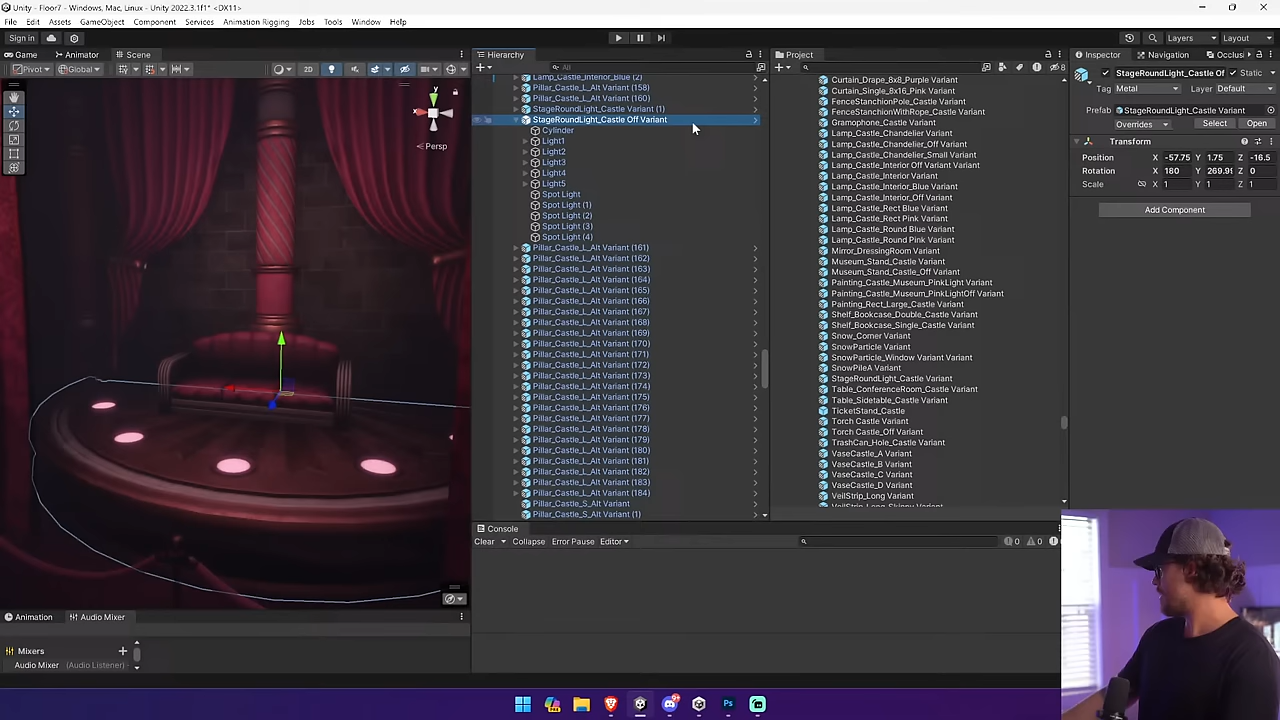 Unity - Floor7 - Windows, Mac, Linux - Unity 2022.3.1f1* <DX11>
File Edit Assets GameObject Component Services Animation Rigging Jobs Tools Window Help
Sign in
Layers
Layout
Game
Animator
Scene
Pivot
Global
2D
Persp
Hierarchy
All
Lamp_Castle_Interior_Blue (2)
Pillar_Castle_L_Alt Variant (158)
Pillar_Castle_L_Alt Variant (160)
StageRoundLight_Castle Variant (1)
StageRoundLight_Castle Off Variant
Cylinder
Light1
Light2
Light3
Light4
Light5
Spot Light
Spot Light (1)
Spot Light (2)
Spot Light (3)
Spot Light (4)
Pillar_Castle_L_Alt Variant (161)
Pillar_Castle_L_Alt Variant (162)
Pillar_Castle_L_Alt Variant (163)
Pillar_Castle_L_Alt Variant (164)
Pillar_Castle_L_Alt Variant (165)
Pillar_Castle_L_Alt Variant (166)
Pillar_Castle_L_Alt Variant (167)
Pillar_Castle_L_Alt Variant (168)
Pillar_Castle_L_Alt Variant (169)
Pillar_Castle_L_Alt Variant (170)
Pillar_Castle_L_Alt Variant (171)
Pillar_Castle_L_Alt Variant (172)
Pillar_Castle_L_Alt Variant (173)
Pillar_Castle_L_Alt Variant (174)
Pillar_Castle_L_Alt Variant (175)
Pillar_Castle_L_Alt Variant (176)
Pillar_Castle_L_Alt Variant (177)
Pillar_Castle_L_Alt Variant (178)
Pillar_Castle_L_Alt Variant (179)
Pillar_Castle_L_Alt Variant (180)
Pillar_Castle_L_Alt Variant (181)
Pillar_Castle_L_Alt Variant (182)
Pillar_Castle_L_Alt Variant (183)
Pillar_Castle_L_Alt Variant (184)
Pillar_Castle_S_Alt Variant
Pillar_Castle_S_Alt Variant (1)
Project
8
Curtain_Drape_8x8_Purple Variant
Curtain_Single_8x16_Pink Variant
FenceStanchionPole_Castle Variant
FenceStanchionWithRope_Castle Variant
Gramophone_Castle Variant
Lamp_Castle_Chandelier Variant
Lamp_Castle_Chandelier_Off Variant
Lamp_Castle_Chandelier_Small Variant
Lamp_Castle_Interior Off Variant Variant
Lamp_Castle_Interior Variant
Lamp_Castle_Interior_Blue Variant
Lamp_Castle_Interior_Off Variant
Lamp_Castle_Rect Blue Variant
Lamp_Castle_Rect Pink Variant
Lamp_Castle_Round Blue Variant
Lamp_Castle_Round Pink Variant
Mirror_DressingRoom Variant
Museum_Stand_Castle Variant
Museum_Stand_Castle_Off Variant
Painting_Castle_Museum_PinkLight Variant
Painting_Castle_Museum_PinkLightOff Variant
Painting_Rect_Large_Castle Variant
Shelf_Bookcase_Double_Castle Variant
Shelf_Bookcase_Single_Castle Variant
Snow_Corner Variant
SnowParticle Variant
SnowParticle_Window Variant Variant
SnowPileA Variant
StageRoundLight_Castle Variant
Table_ConferenceRoom_Castle Variant
Table_Sidetable_Castle Variant
TicketStand_Castle
Torch Castle Variant
Torch Castle_Off Variant
TrashCan_Hole_Castle Variant
VaseCastle_A Variant
VaseCastle_B Variant
VaseCastle_C Variant
VaseCastle_D Variant
VeilStrip_Long Variant
VeilStrip_Long_Skinny Variant
Inspector
Navigation
Occlus
StageRoundLight_Castle Of
Static
Tag Metal Layer Default
Prefab StageRoundLight_Castle Variant
Overrides Select Open
Transform
Position X -57.75 Y 1.75 Z -16.5
Rotation X 180 Y 269.99 Z 0
Scale X 1 Y 1 Z 1
Add Component
Console
Clear Collapse Error Pause Editor
0 0
Animation
Audio Mixer
Mixers
Audio Mixer (Audio Listener)
Ps